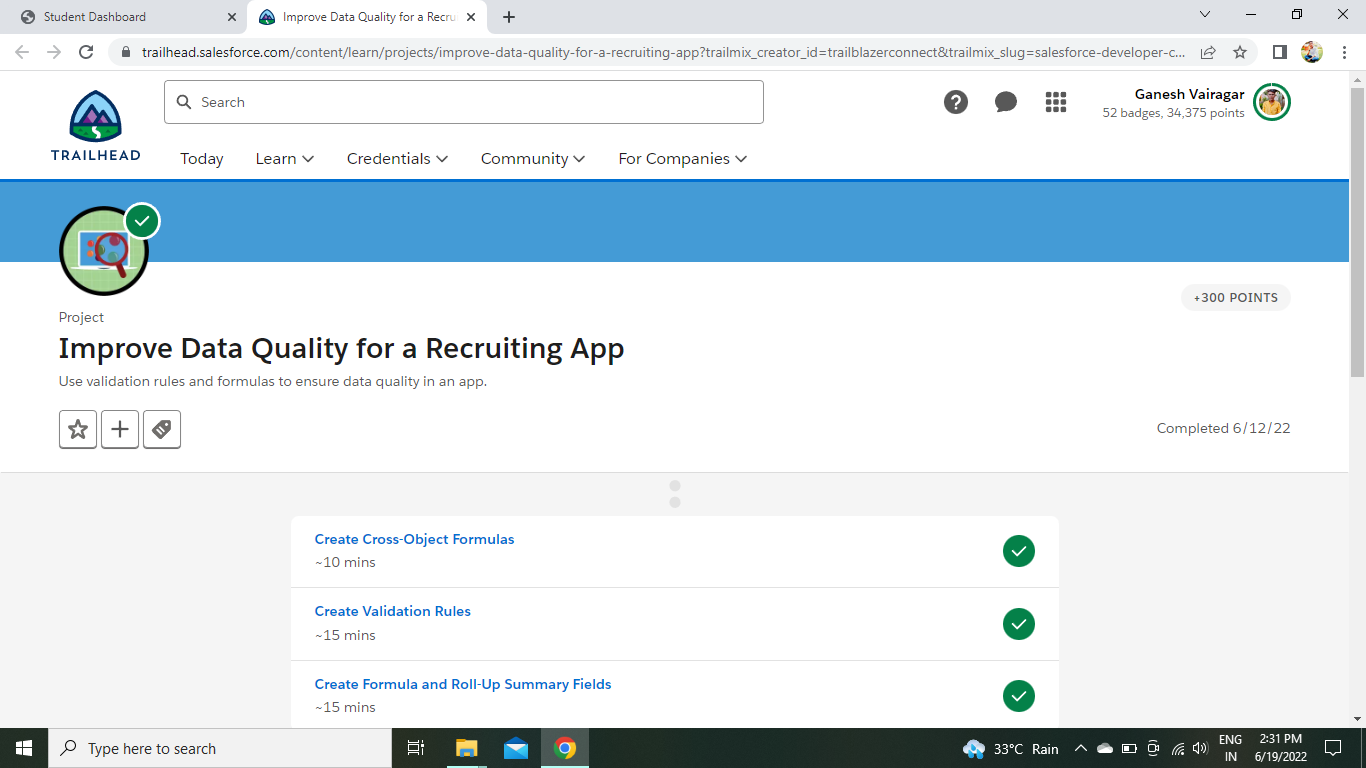 Student Dashboard
Improve Data Quality for a Recru
trailhead.salesforce.com/content/learn/projects/improve-data-quality-for-a-recruiting-app?trailmix_creator_id=trailblazerconnect&trailmix_slug=salesforce-developer-c...
TRAILHEAD
Search
Ganesh Vairagar
52 badges, 34,375 points
Today
Learn
Credentials
Community
For Companies
+300 POINTS
Project
Improve Data Quality for a Recruiting App
Use validation rules and formulas to ensure data quality in an app.
Completed 6/12/22
Create Cross-Object Formulas
~10 mins
Create Validation Rules
~15 mins
Create Formula and Roll-Up Summary Fields
~15 mins
Type here to search
33°C Rain
ENG
IN
2:31 PM
6/19/2022